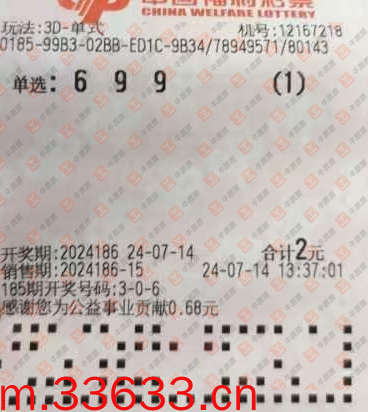 中国福利彩票
CHINA WELFARE LOTTERY
玩法:3D-单式 机号:12167218
0185-99B3-02BB-ED1C-9B34/78949571/80143
单选: 6 9 9 (1)
开奖期:2024186 24-07-14 合计2元
销售期:2024186-15 24-07-14 13:37:01
185期开奖号码:3-0-6
感谢您为公益事业贡献0.68元
m.33633.cn